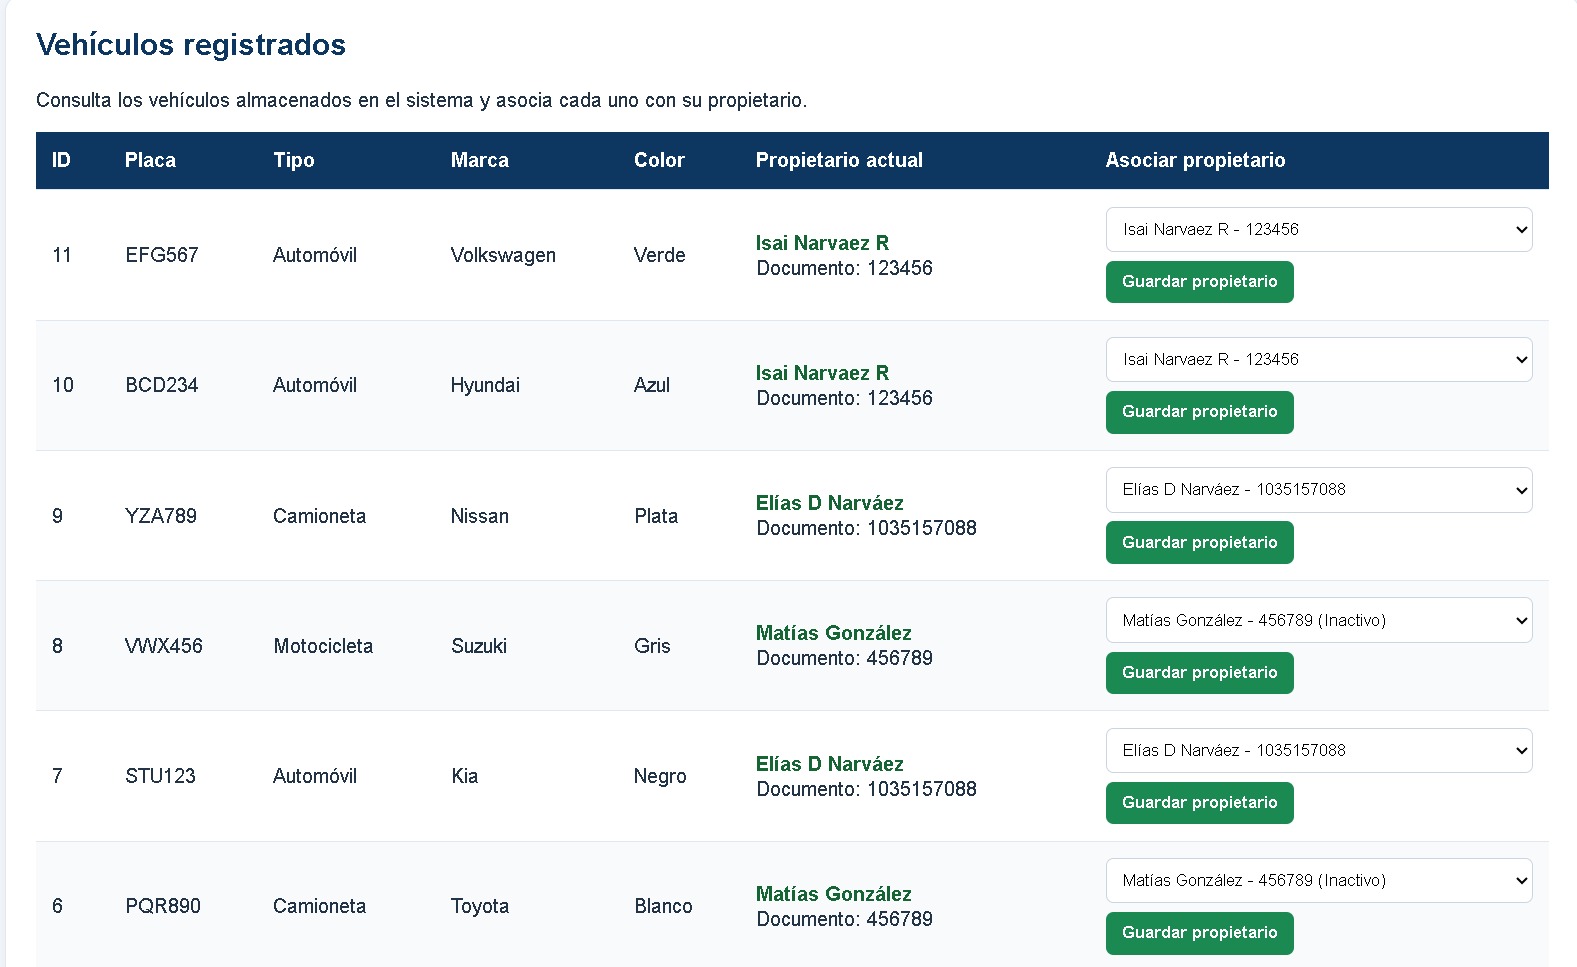 Vehículos registrados
Consulta los vehículos almacenados en el sistema y asocia cada uno con su propietario.
ID Placa Tipo Marca Color Propietario actual Asociar propietario
11 EFG567 Automóvil Volkswagen Verde Isai Narvaez R Documento: 123456 Isai Narvaez R - 123456
Guardar propietario
10 BCD234 Automóvil Hyundai Azul Isai Narvaez R Documento: 123456 Isai Narvaez R - 123456
Guardar propietario
9 YZA789 Camioneta Nissan Plata Elías D Narváez Documento: 1035157088 Elías D Narváez - 1035157088
Guardar propietario
8 VWX456 Motocicleta Suzuki Gris Matías González Documento: 456789 Matías González - 456789 (Inactivo)
Guardar propietario
7 STU123 Automóvil Kia Negro Elías D Narváez Documento: 1035157088 Elías D Narváez - 1035157088
Guardar propietario
6 PQR890 Camioneta Toyota Blanco Matías González Documento: 456789 Matías González - 456789 (Inactivo)
Guardar propietario